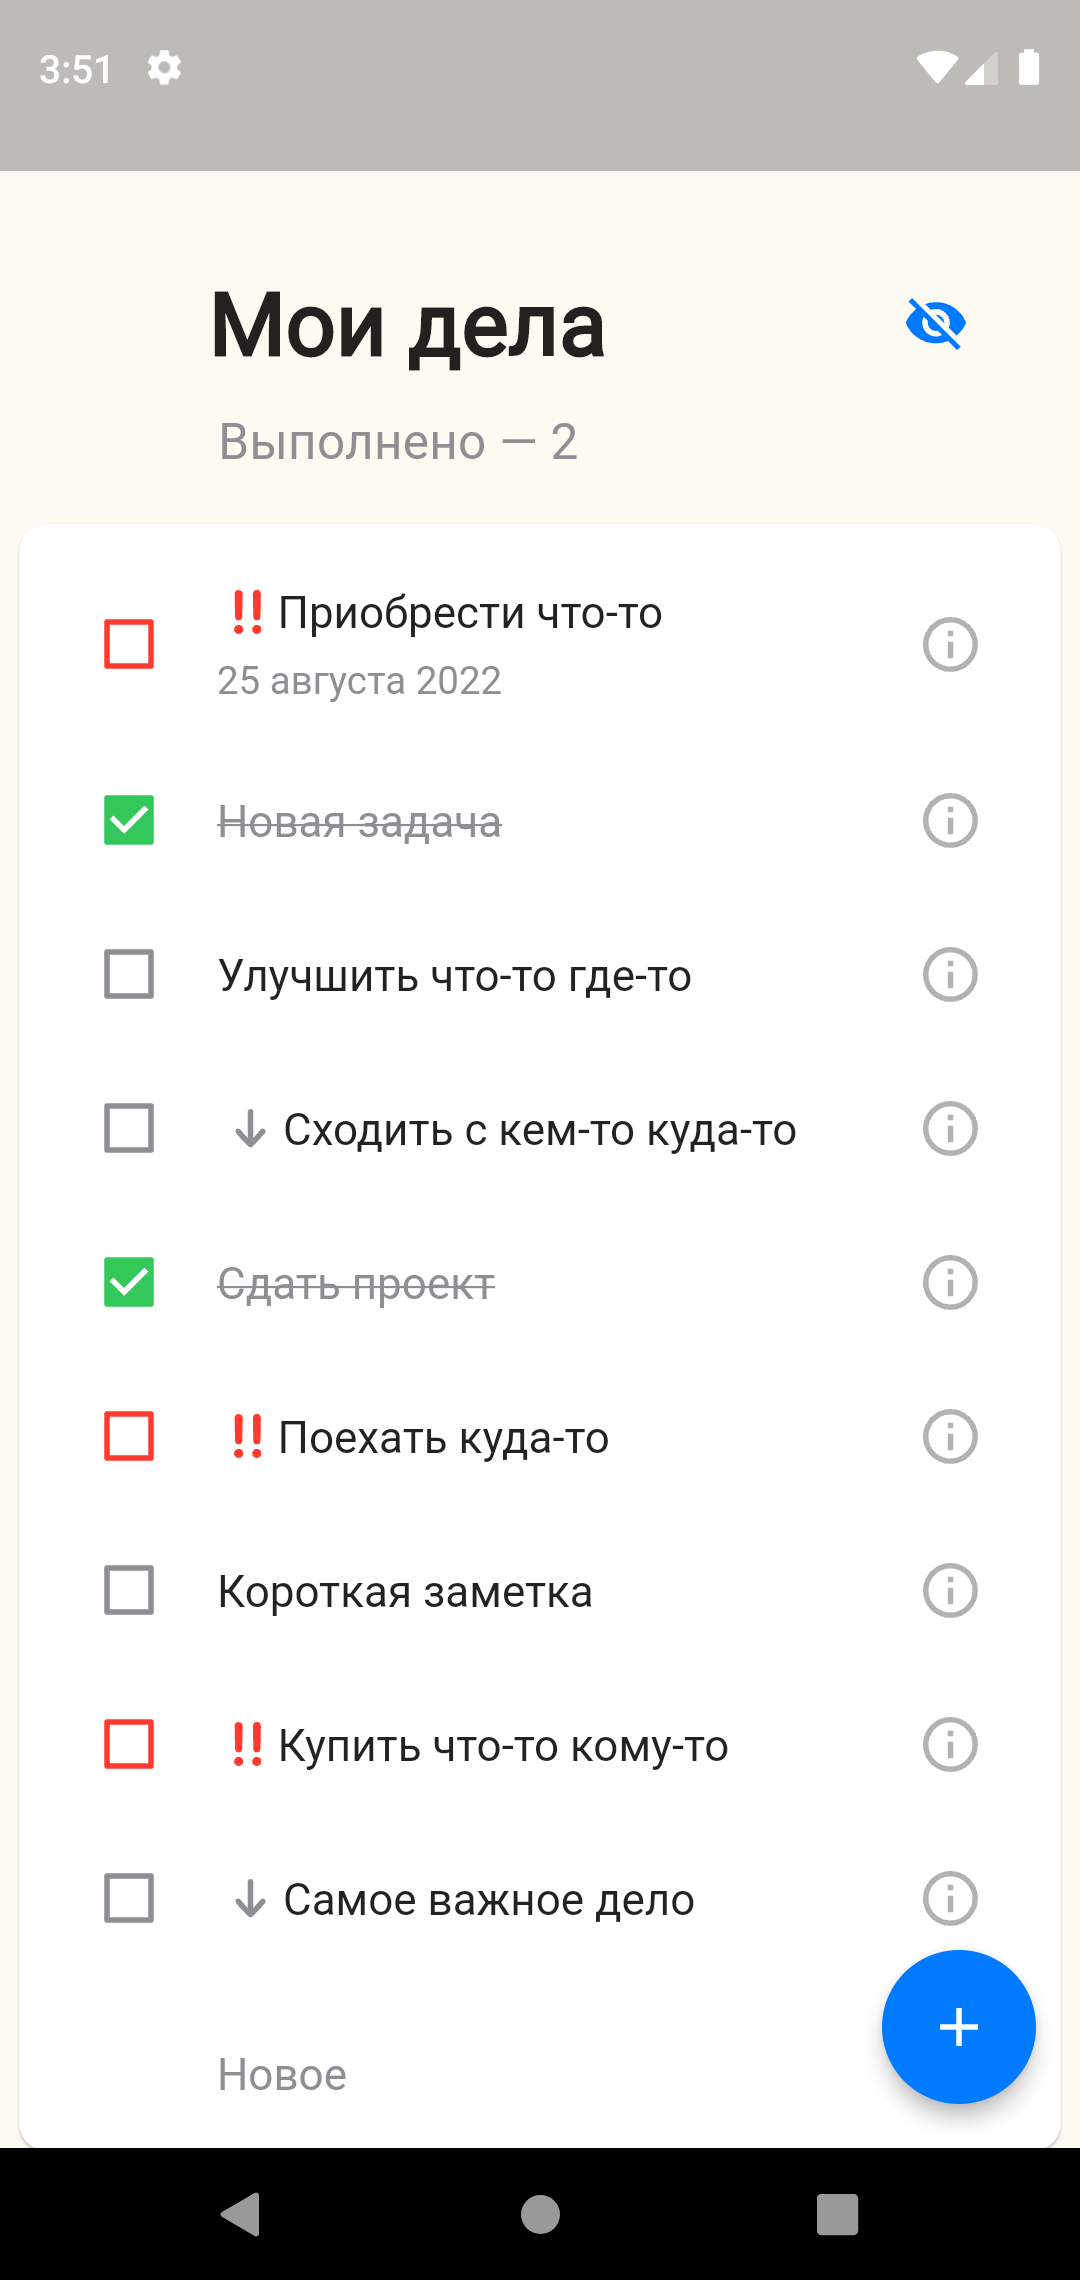 3:51
Мои дела
Выполнено — 2
‼Приобрести что-то
25 августа 2022
Новая задача
Улучшить что-то где-то
↓ Сходить с кем-то куда-то
Сдать проект
‼Поехать куда-то
Короткая заметка
‼Купить что-то кому-то
↓ Самое важное дело
Новое